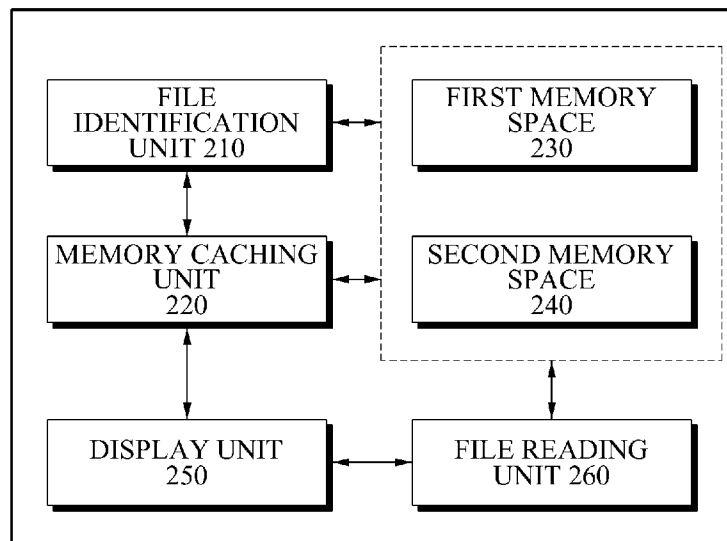 FILE
IDENTIFICATION
UNIT 210
FIRST MEMORY
SPACE
230
MEMORY CACHING
UNIT
220
SECOND MEMORY
SPACE
240
DISPLAY UNIT
250
FILE READING
UNIT 260